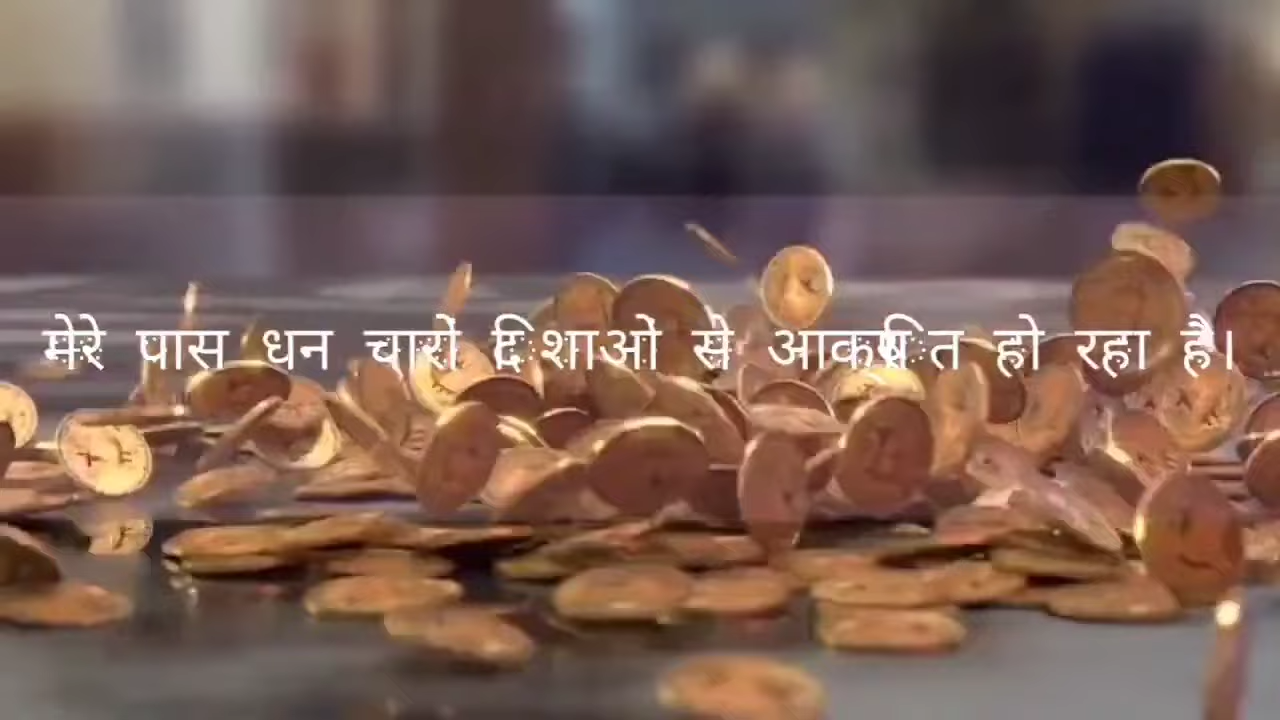 मेरे पास धन चारों दिशाओं से आकर्षित हो रहा है।